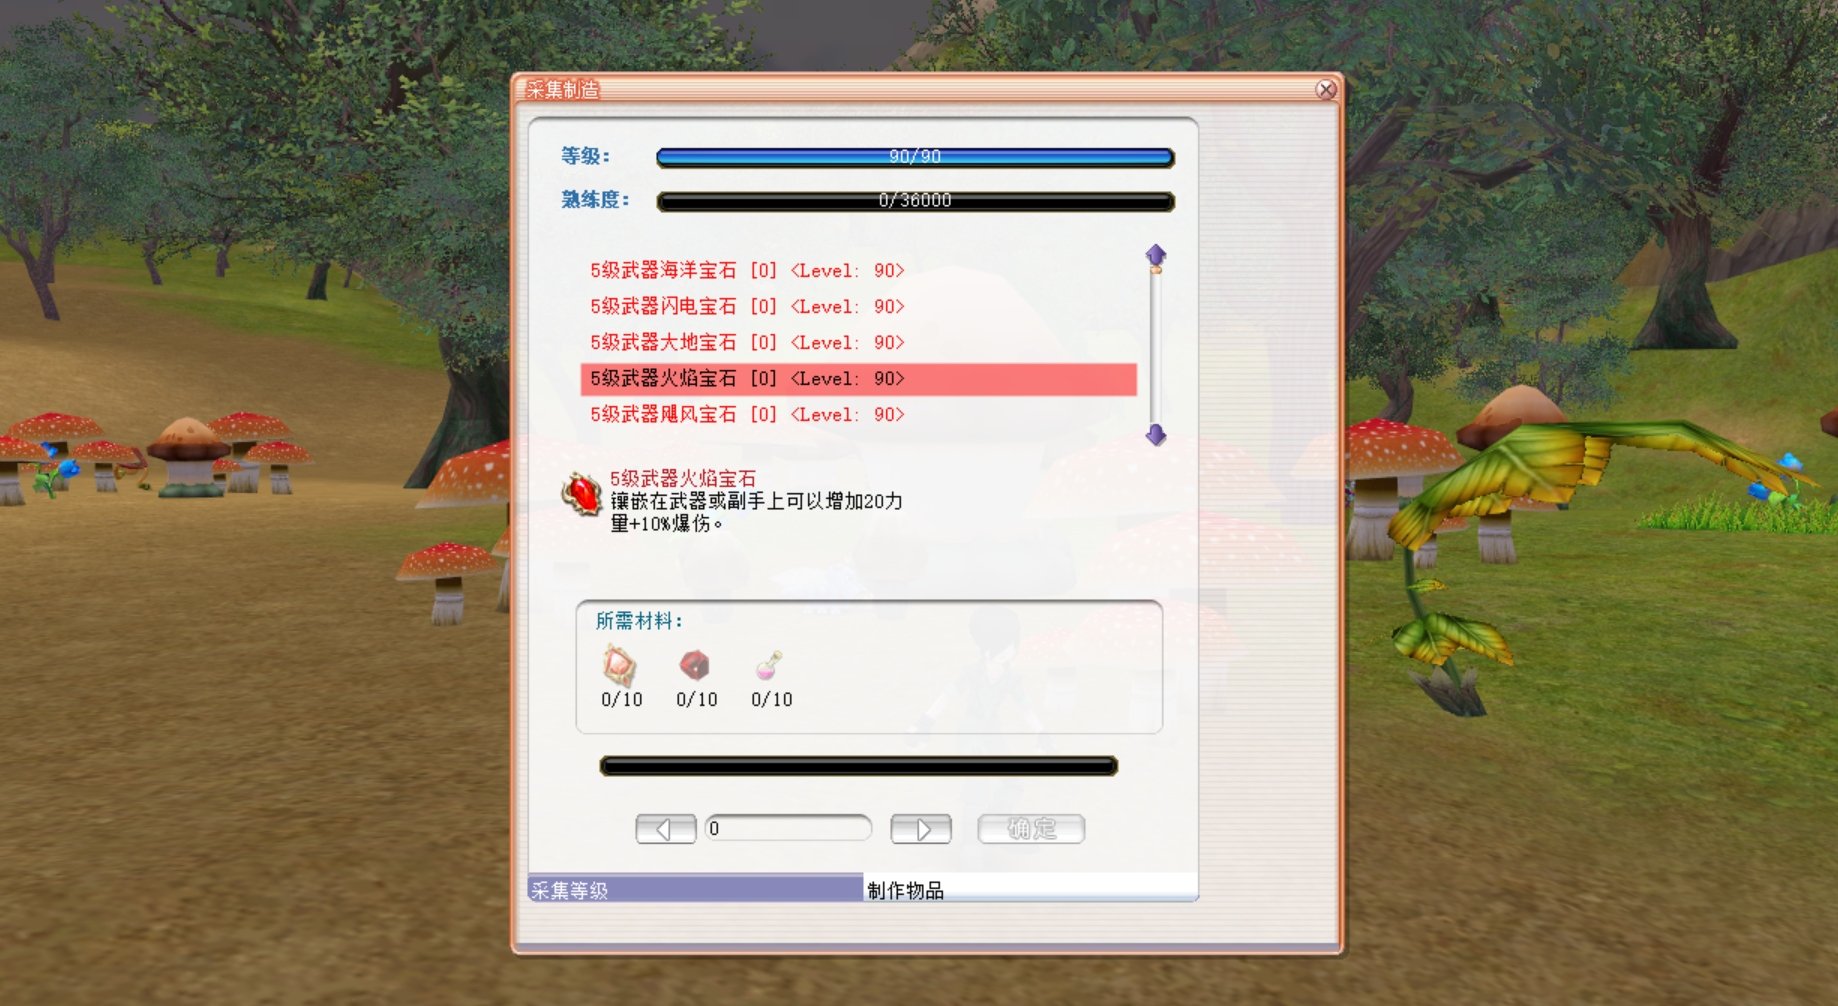 采集制造
等级: 90/90
熟练度: 0/36000
5级武器海洋宝石 [0] <Level: 90>
5级武器闪电宝石 [0] <Level: 90>
5级武器大地宝石 [0] <Level: 90>
5级武器火焰宝石 [0] <Level: 90>
5级武器飓风宝石 [0] <Level: 90>
5级武器火焰宝石
镶嵌在武器或副手上可以增加20力
量+10%爆伤。
所需材料:
0/10 0/10 0/10
0 确定
采集等级 制作物品